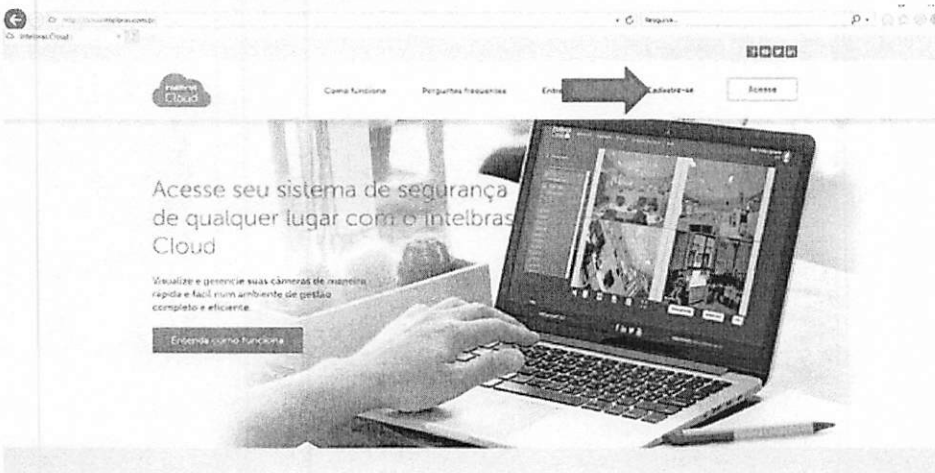 Intelbras Cloud
Pesquisa...
intelbras
Cloud
Como funciona
Perguntas frequentes
Cadastre-se
Acesse
Acesse seu sistema de segurança
de qualquer lugar com o Intelbras
Cloud
Visualize e gerencie suas câmeras de maneira
rápida e fácil num ambiente de gestão
completo e eficiente.
Entenda como funciona